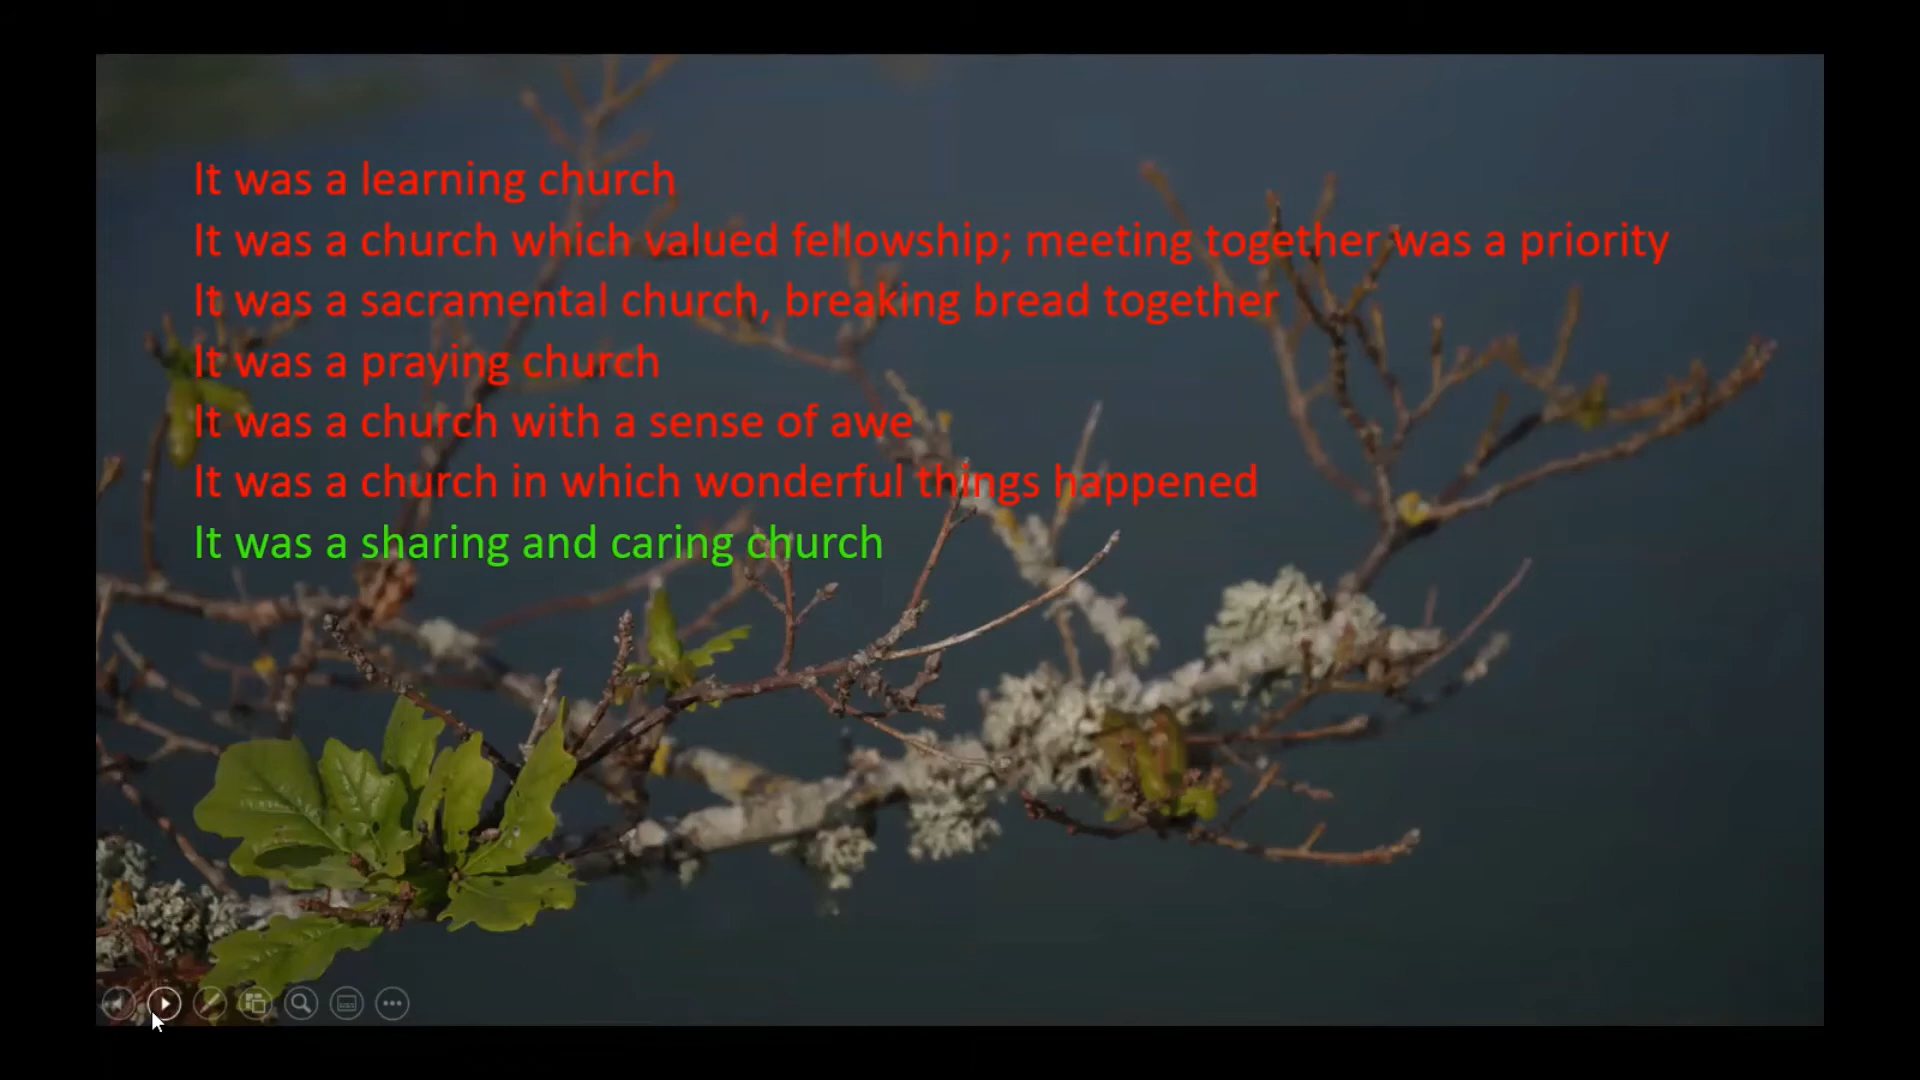 It was a learning church
It was a church which valued fellowship; meeting together was a priority
It was a sacramental church, breaking bread together
It was a praying church
It was a church with a sense of awe
It was a church in which wonderful things happened
It was a sharing and caring church